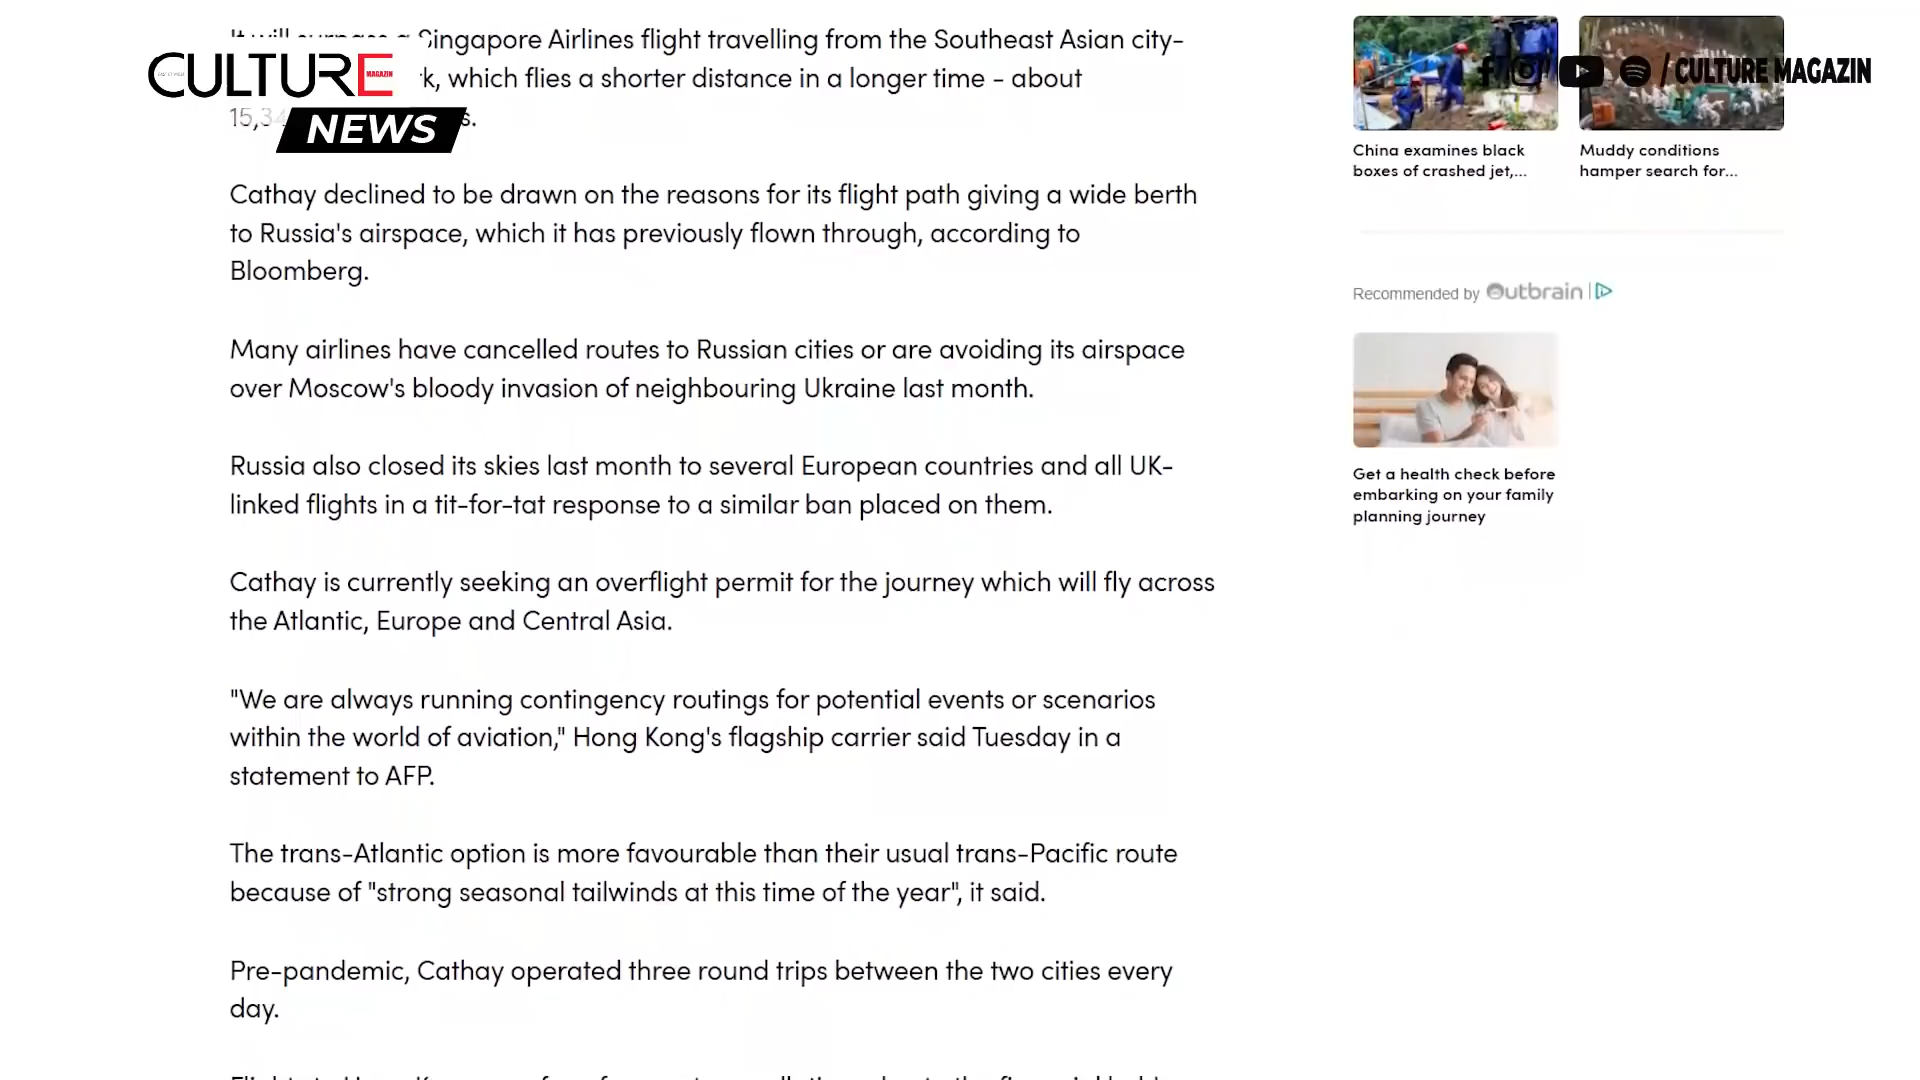 Singapore Airlines flight travelling from the Southeast Asian city-
CULTURE
MAGAZIN
NEWS
which flies a shorter distance in a longer time - about
Cathay declined to be drawn on the reasons for its flight path giving a wide berth
to Russia's airspace, which it has previously flown through, according to
Bloomberg.
Many airlines have cancelled routes to Russian cities or are avoiding its airspace
over Moscow's bloody invasion of neighbouring Ukraine last month.
Russia also closed its skies last month to several European countries and all UK-
linked flights in a tit-for-tat response to a similar ban placed on them.
Cathay is currently seeking an overflight permit for the journey which will fly across
the Atlantic, Europe and Central Asia.
"We are always running contingency routings for potential events or scenarios
within the world of aviation," Hong Kong's flagship carrier said Tuesday in a
statement to AFP.
The trans-Atlantic option is more favourable than their usual trans-Pacific route
because of "strong seasonal tailwinds at this time of the year", it said.
Pre-pandemic, Cathay operated three round trips between the two cities every
day.
/ CULTURE MAGAZIN
China examines black
boxes of crashed jet,...
Muddy conditions
hamper search for...
Recommended by Outbrain
Get a health check before
embarking on your family
planning journey